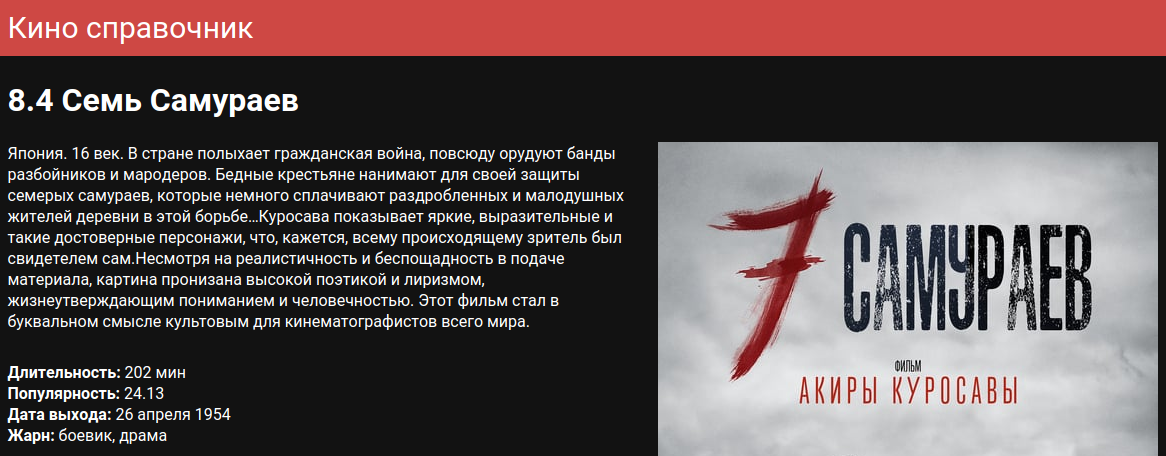 Кино справочник
8.4 Семь Самураев
Япония. 16 век. В стране полыхает гражданская война, повсюду орудуют банды
разбойников и мародеров. Бедные крестьяне нанимают для своей защиты
семерых самураев, которые немного сплачивают раздробленных и малодушных
жителей деревни в этой борьбе…Куросава показывает яркие, выразительные и
такие достоверные персонажи, что, кажется, всему происходящему зритель был
свидетелем сам.Несмотря на реалистичность и беспощадность в подаче
материала, картина пронизана высокой поэтикой и лиризмом,
жизнеутверждающим пониманием и человечностью. Этот фильм стал в
буквальном смысле культовым для кинематографистов всего мира.
Длительность: 202 мин
Популярность: 24.13
Дата выхода: 26 апреля 1954
Жарн: боевик, драма
7 САМУРАЕВ
ФИЛЬМ
АКИРЫ КУРОСАВЫ